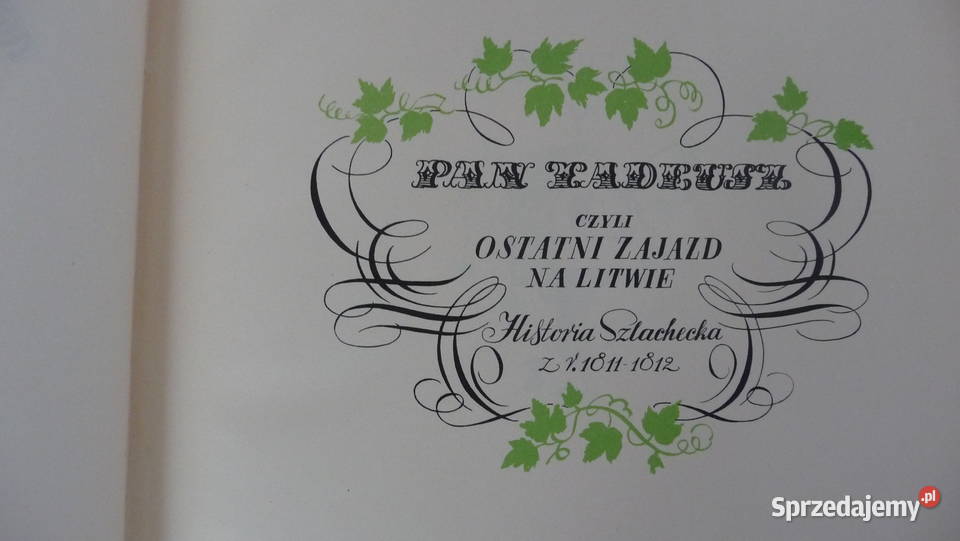 PAN TADEUSZ
CZYLI
OSTATNI ZAJAZD
NA LITWIE
Historia Szlachecka
z r. 1811-1812
Sprzedajemy.pl